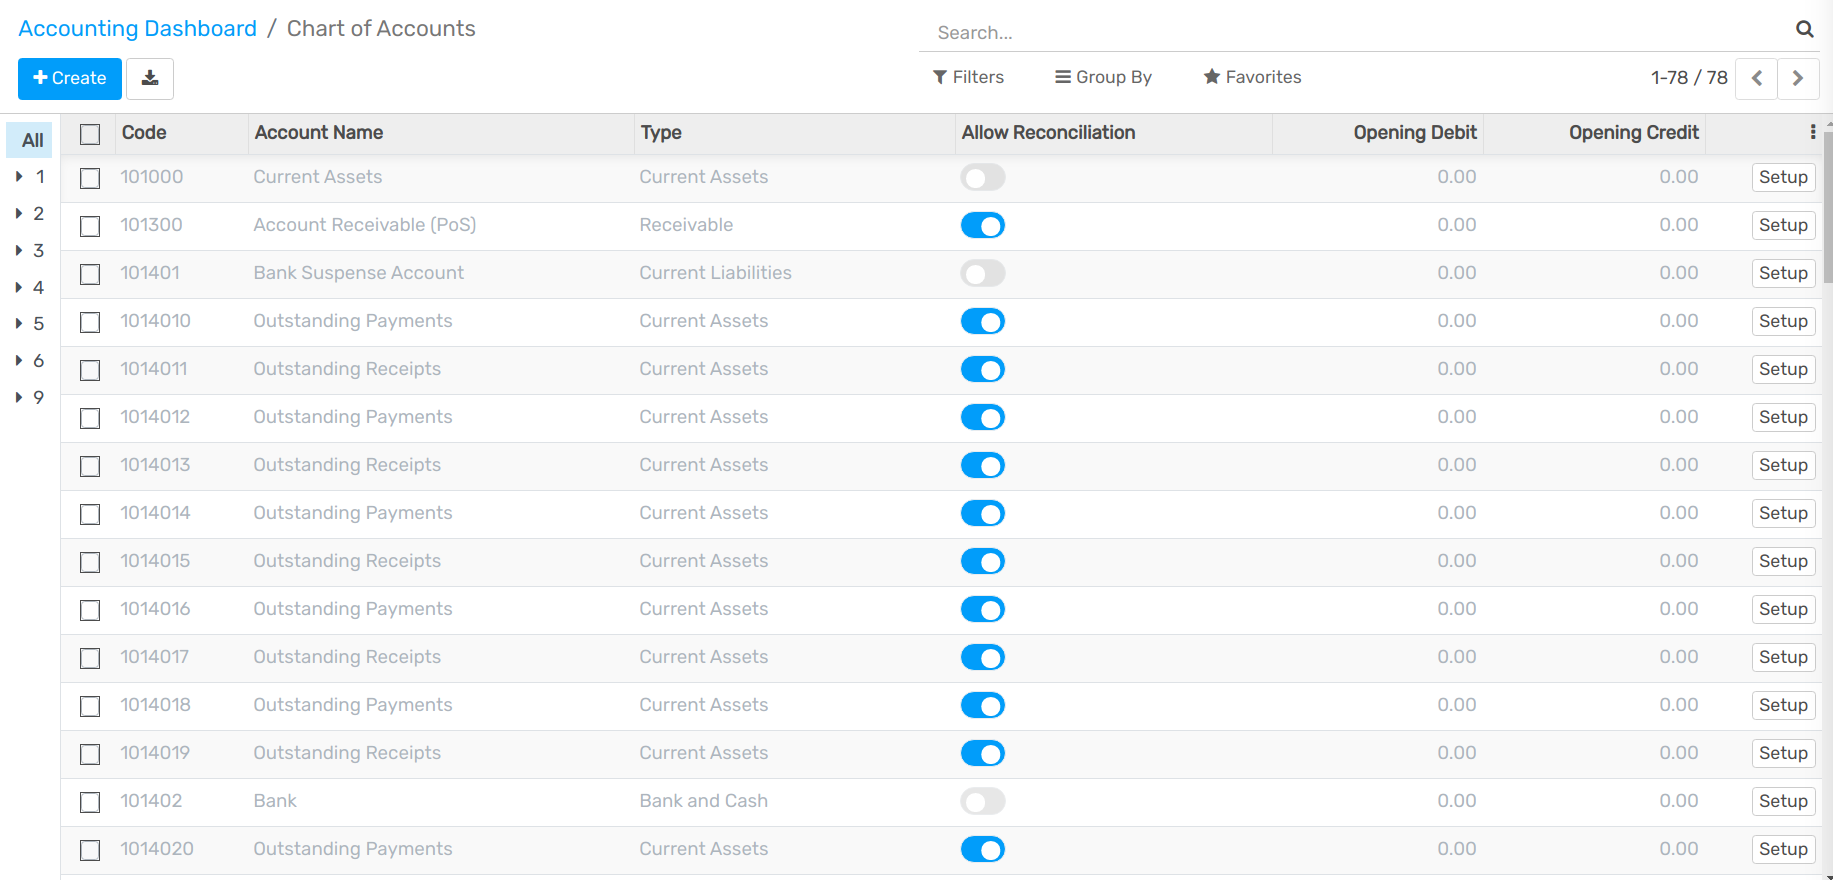 Accounting Dashboard / Chart of Accounts
Search...
Create
Filters
Group By
Favorites
1-78 / 78
All
1
2
3
4
5
6
9
Code Account Name Type Allow Reconciliation Opening Debit Opening Credit
101000 Current Assets Current Assets 0.00 0.00 Setup
101300 Account Receivable (PoS) Receivable 0.00 0.00 Setup
101401 Bank Suspense Account Current Liabilities 0.00 0.00 Setup
1014010 Outstanding Payments Current Assets 0.00 0.00 Setup
1014011 Outstanding Receipts Current Assets 0.00 0.00 Setup
1014012 Outstanding Payments Current Assets 0.00 0.00 Setup
1014013 Outstanding Receipts Current Assets 0.00 0.00 Setup
1014014 Outstanding Payments Current Assets 0.00 0.00 Setup
1014015 Outstanding Receipts Current Assets 0.00 0.00 Setup
1014016 Outstanding Payments Current Assets 0.00 0.00 Setup
1014017 Outstanding Receipts Current Assets 0.00 0.00 Setup
1014018 Outstanding Payments Current Assets 0.00 0.00 Setup
1014019 Outstanding Receipts Current Assets 0.00 0.00 Setup
101402 Bank Bank and Cash 0.00 0.00 Setup
1014020 Outstanding Payments Current Assets 0.00 0.00 Setup